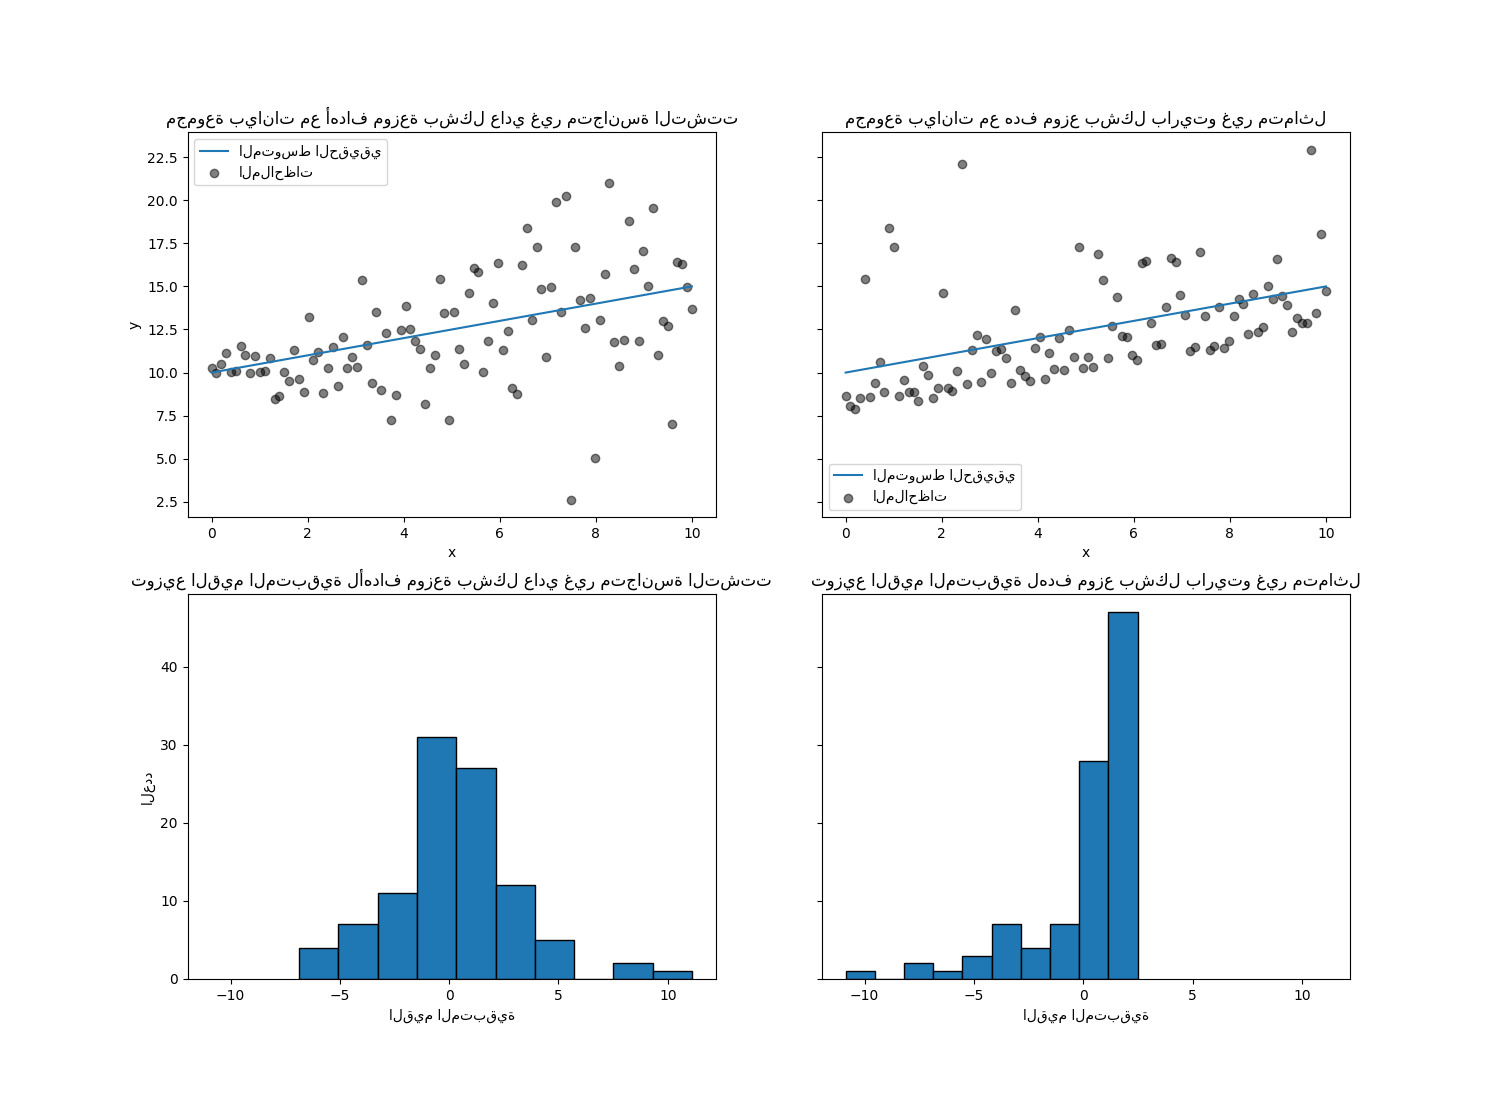 مجموعة بيانات مع أهداف موزعة بشكل عادي غير متجانسة التشتت
المتوسط الحقيقي
الملاحظات
y
22.5
20.0
17.5
15.0
12.5
10.0
7.5
5.0
2.5
0 2 4 6 8 10
x
مجموعة بيانات مع هدف موزع بشكل باريتو غير متماثل
المتوسط الحقيقي
الملاحظات
0 2 4 6 8 10
x
توزيع القيم المتبقية لأهداف موزعة بشكل عادي غير متجانسة التشتت
العدد
40
30
20
10
0
−10 −5 0 5 10
القيم المتبقية
توزيع القيم المتبقية لهدف موزع بشكل باريتو غير متماثل
−10 −5 0 5 10
القيم المتبقية